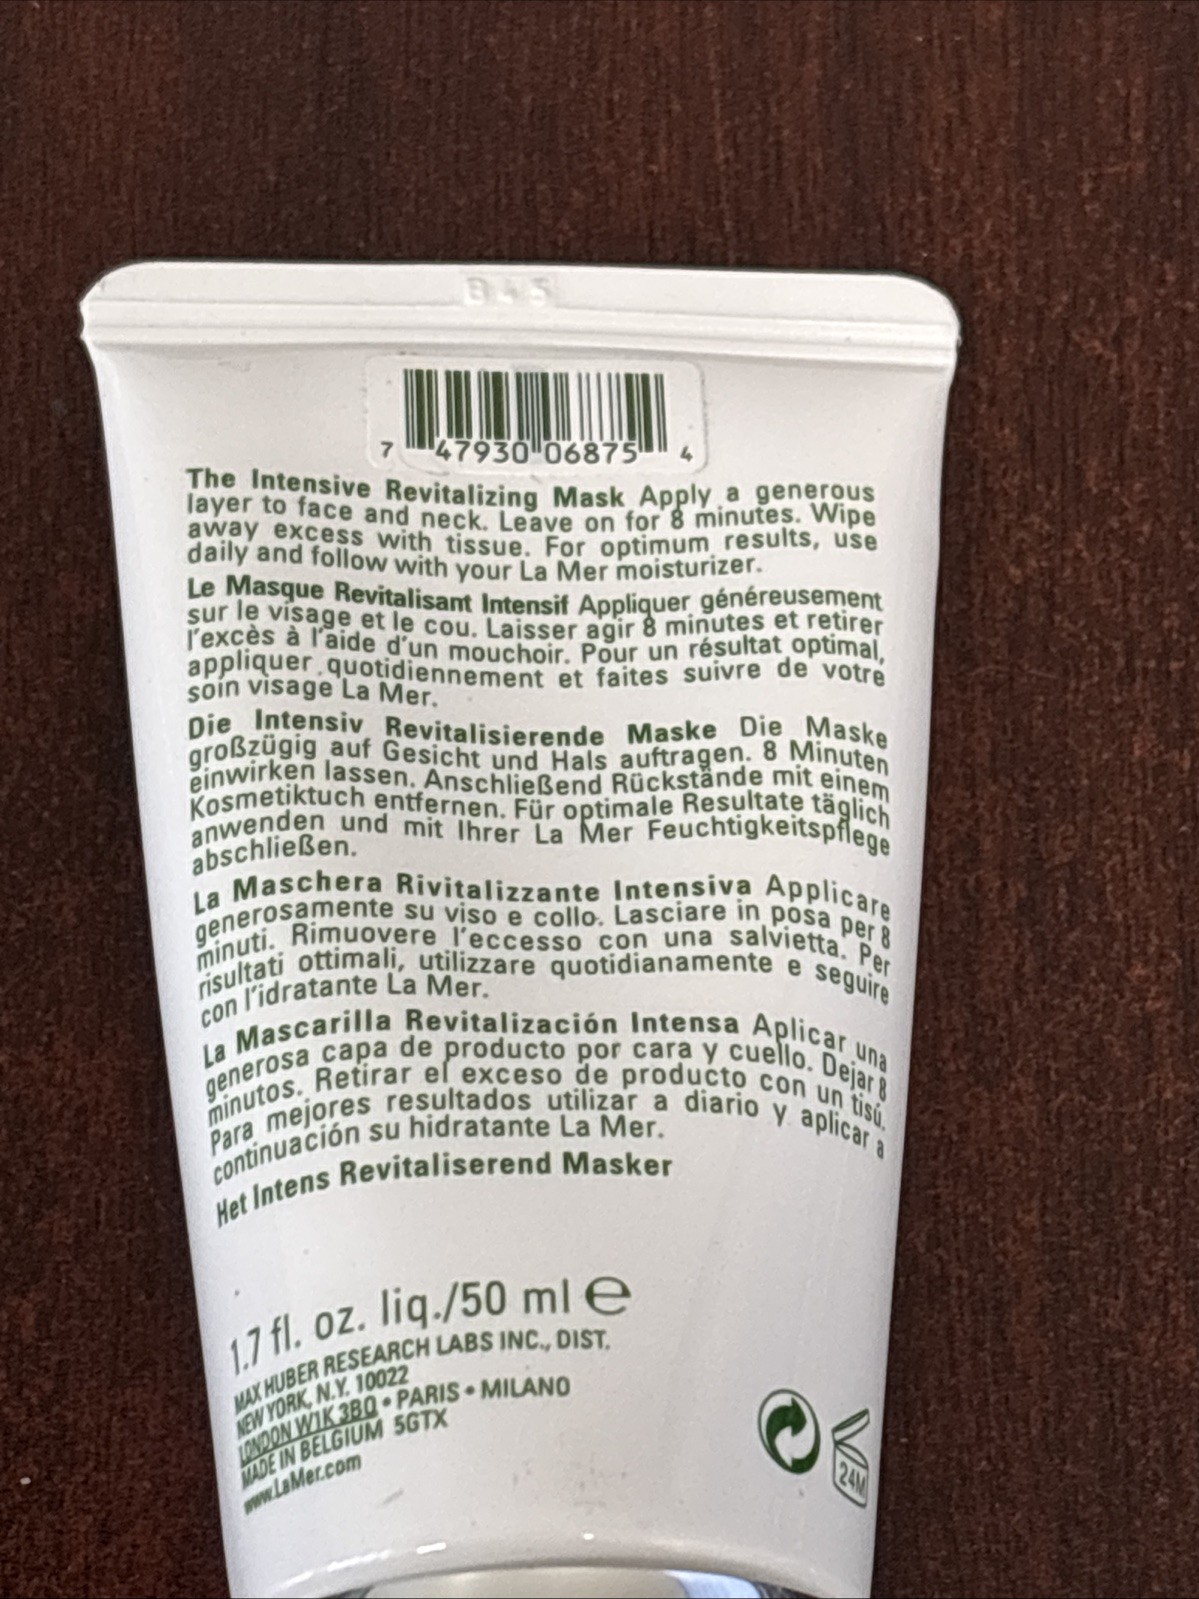 B45
7 47930 06875 4
The Intensive Revitalizing Mask Apply a generous
layer to face and neck. Leave on for 8 minutes. Wipe
away excess with tissue. For optimum results, use
daily and follow with your La Mer moisturizer.
Le Masque Revitalisant Intensif Appliquer généreusement
sur le visage et le cou. Laisser agir 8 minutes et retirer
l'excès à l'aide d'un mouchoir. Pour un résultat optimal,
appliquer quotidiennement et faites suivre de votre
soin visage La Mer.
Die Intensiv Revitalisierende Maske Die Maske
großzügig auf Gesicht und Hals auftragen. 8 Minuten
einwirken lassen. Anschließend Rückstände mit einem
Kosmetiktuch entfernen. Für optimale Resultate täglich
anwenden und mit Ihrer La Mer Feuchtigkeitspflege
abschließen.
La Maschera Rivitalizzante Intensiva Applicare
generosamente su viso e collo. Lasciare in posa per 8
minuti. Rimuovere l'eccesso con una salvietta. Per
risultati ottimali, utilizzare quotidianamente e seguire
con l'idratante La Mer.
La Mascarilla Revitalización Intensa Aplicar una
generosa capa de producto por cara y cuello. Dejar 8
minutos. Retirar el exceso de producto con un tisú.
Para mejores resultados utilizar a diario y aplicar a
continuación su hidratante La Mer.
Het Intens Revitaliserend Masker
1.7 fl. oz. liq./50 ml e
MAX HUBER RESEARCH LABS INC., DIST.
NEW YORK, N.Y. 10022
LONDON W1K 3BQ • PARIS • MILANO
MADE IN BELGIUM 5GTX
www.LaMer.com
24M